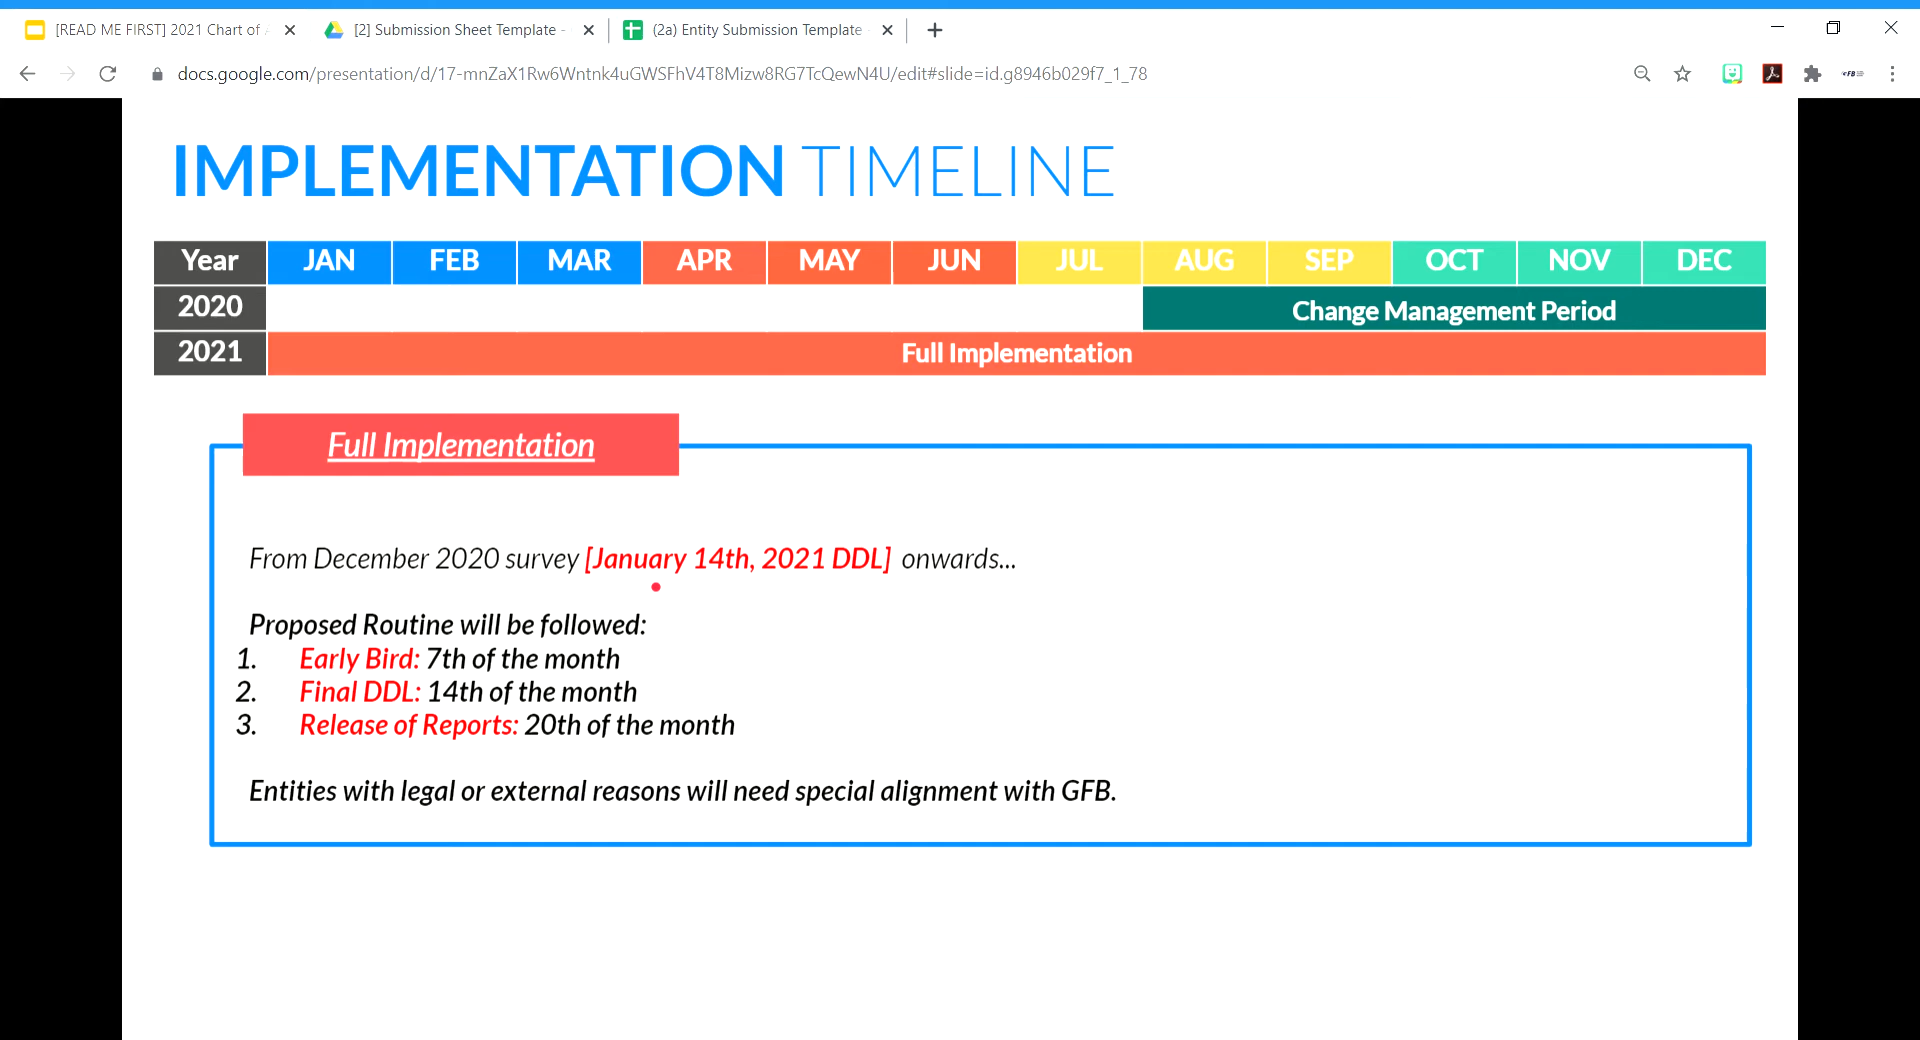 [READ ME FIRST] 2021 Chart of
[2] Submission Sheet Template -
(2a) Entity Submission Template
docs.google.com/presentation/d/17-mnZaX1Rw6Wntnk4uGWSFhV4T8Mizw8RG7TcQewN4U/edit#slide=id.g8946b029f7_1_78
IMPLEMENTATION TIMELINE
Year JAN FEB MAR APR MAY JUN JUL AUG SEP OCT NOV DEC
2020 Change Management Period
2021 Full Implementation
Full Implementation
From December 2020 survey [January 14th, 2021 DDL] onwards...
Proposed Routine will be followed:
1. Early Bird: 7th of the month
2. Final DDL: 14th of the month
3. Release of Reports: 20th of the month
Entities with legal or external reasons will need special alignment with GFB.